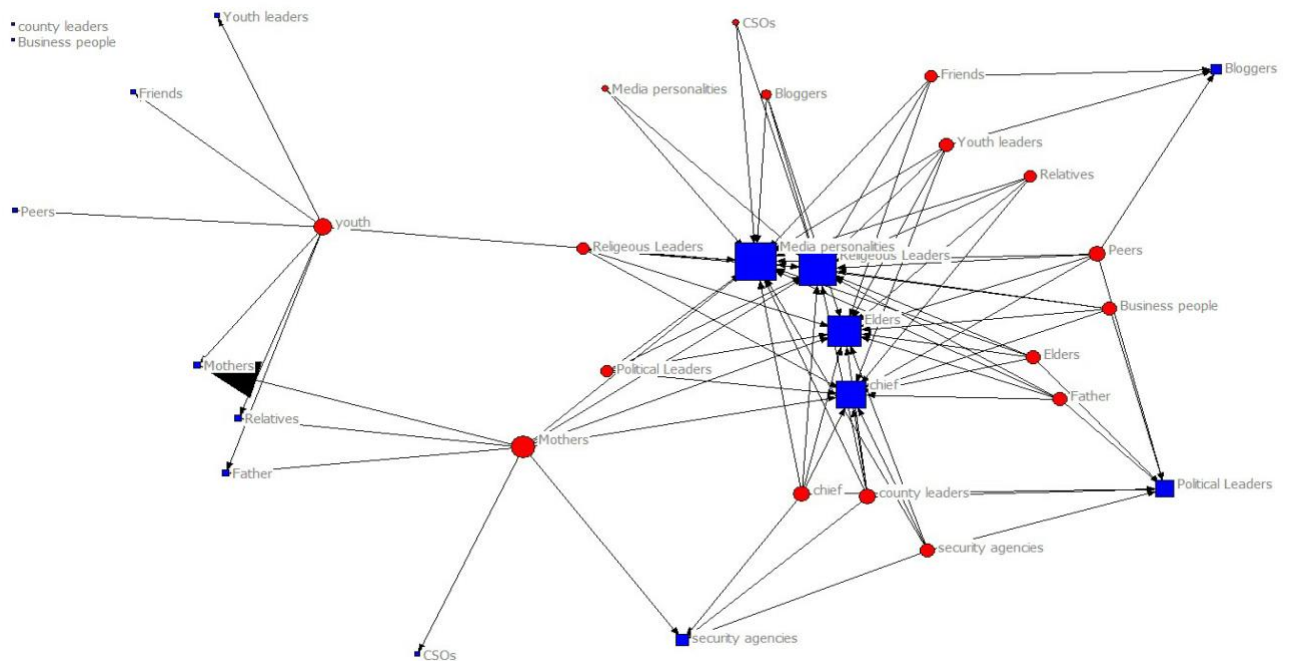 Youth leaders
county leaders
Business people
CSOs
Bloggers
Friends
Media personalities
Bloggers
Friends
Youth leaders
Relatives
Peers
youth
Religeous Leaders
Media personalities
Religeous Leaders
Peers
Business people
Elders
Elders
Mothers
Political Leaders
chief
Father
Relatives
Mothers
Father
chief
county leaders
Political Leaders
security agencies
security agencies
CSOs